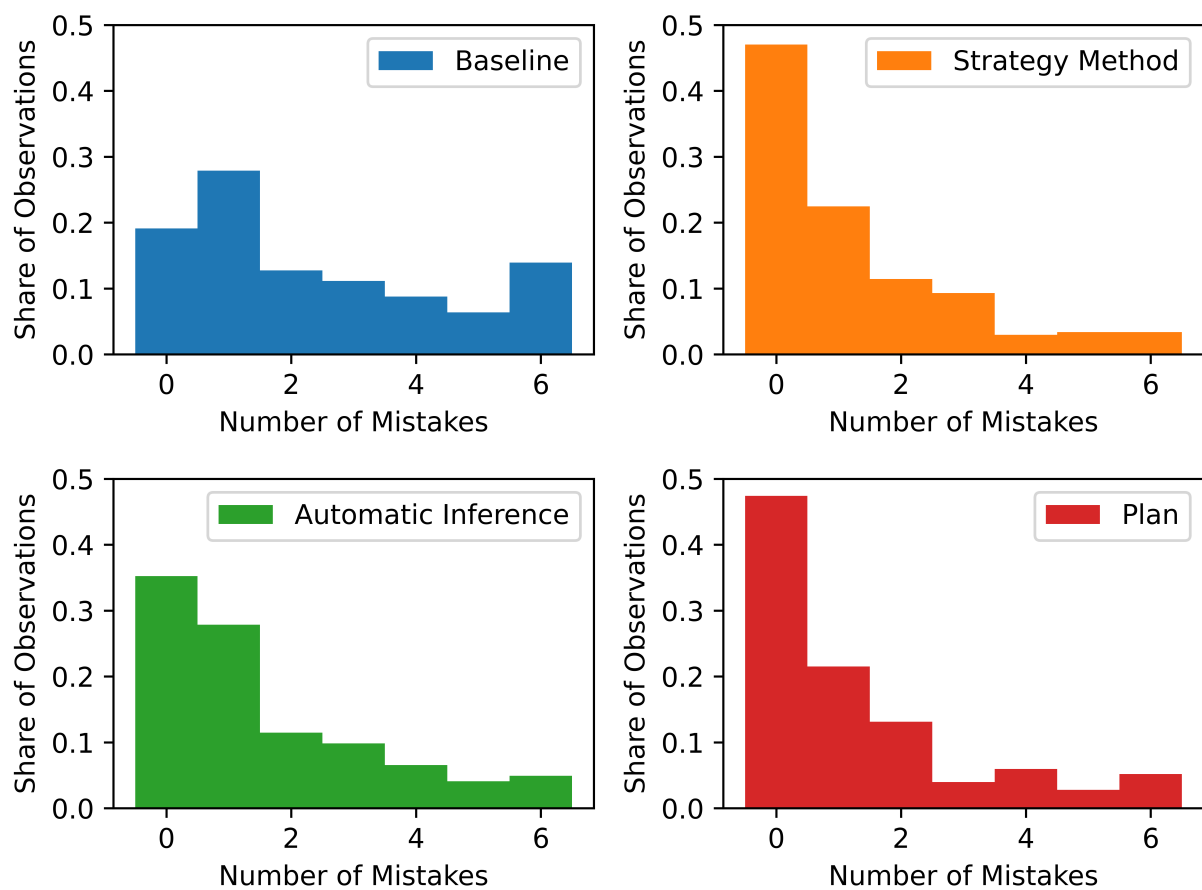 Baseline
Share of Observations
0.5
0.4
0.3
0.2
0.1
0.0
0 2 4 6
Number of Mistakes
Strategy Method
Share of Observations
0.5
0.4
0.3
0.2
0.1
0.0
0 2 4 6
Number of Mistakes
Automatic Inference
Share of Observations
0.5
0.4
0.3
0.2
0.1
0.0
0 2 4 6
Number of Mistakes
Plan
Share of Observations
0.5
0.4
0.3
0.2
0.1
0.0
0 2 4 6
Number of Mistakes